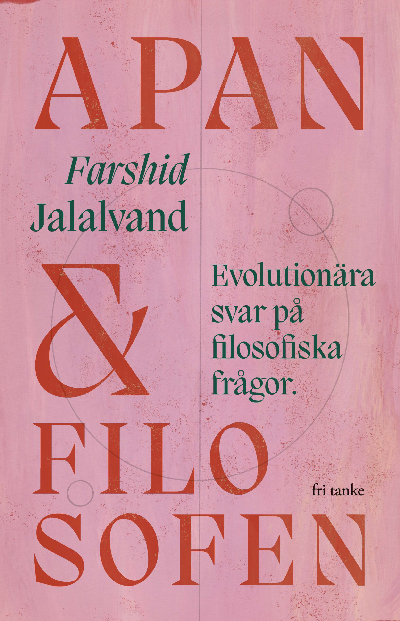 APAN
Farshid
Jalalvand
&
Evolutionära
svar på
filosofiska
frågor.
FILO
SOFEN
fri tanke